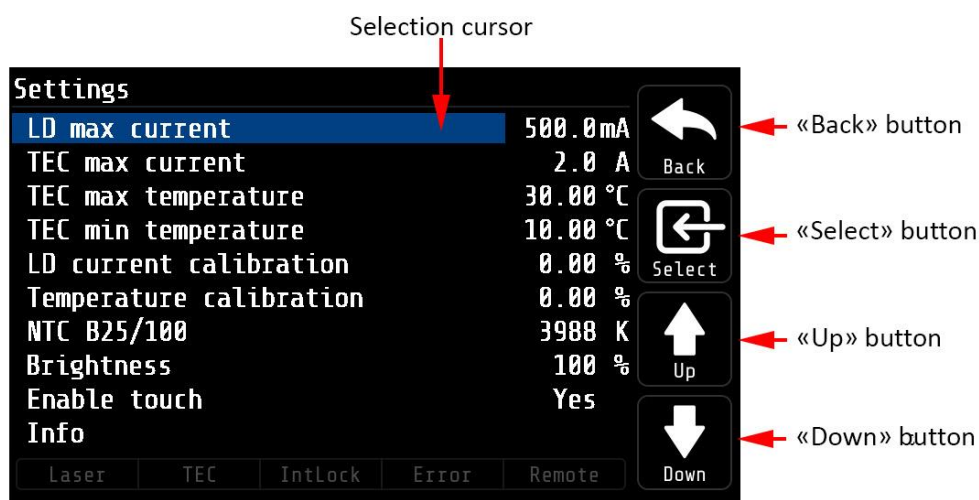 Selection cursor
Settings
LD max current 500.0mA
TEC max current 2.0 A
TEC max temperature 30.00 °C
TEC min temperature 10.00 °C
LD current calibration 0.00 %
Temperature calibration 0.00 %
NTC B25/100 3988 K
Brightness 100 %
Enable touch Yes
Info
Laser TEC IntLock Error Remote
Back
Select
Up
Down
«Back» button
«Select» button
«Up» button
«Down» button